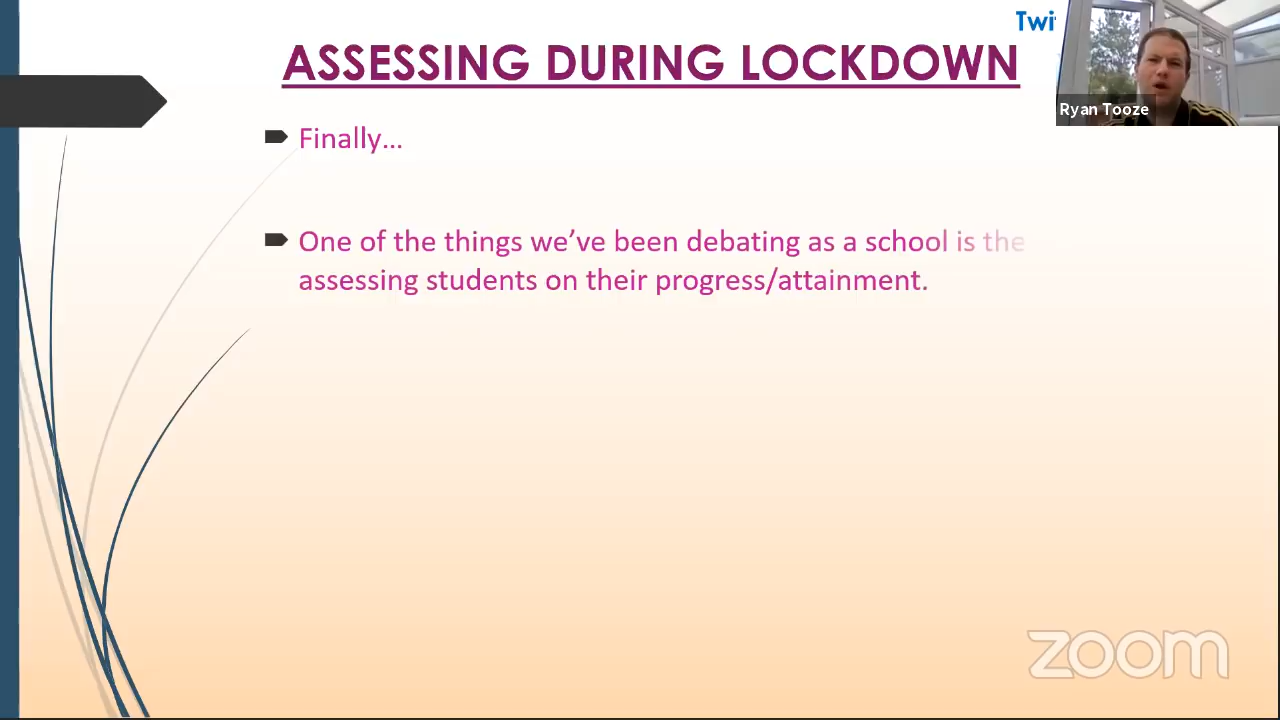 Twi
ASSESSING DURING LOCKDOWN
Ryan Tooze
Finally...
One of the things we've been debating as a school is the
assessing students on their progress/attainment.
zoom